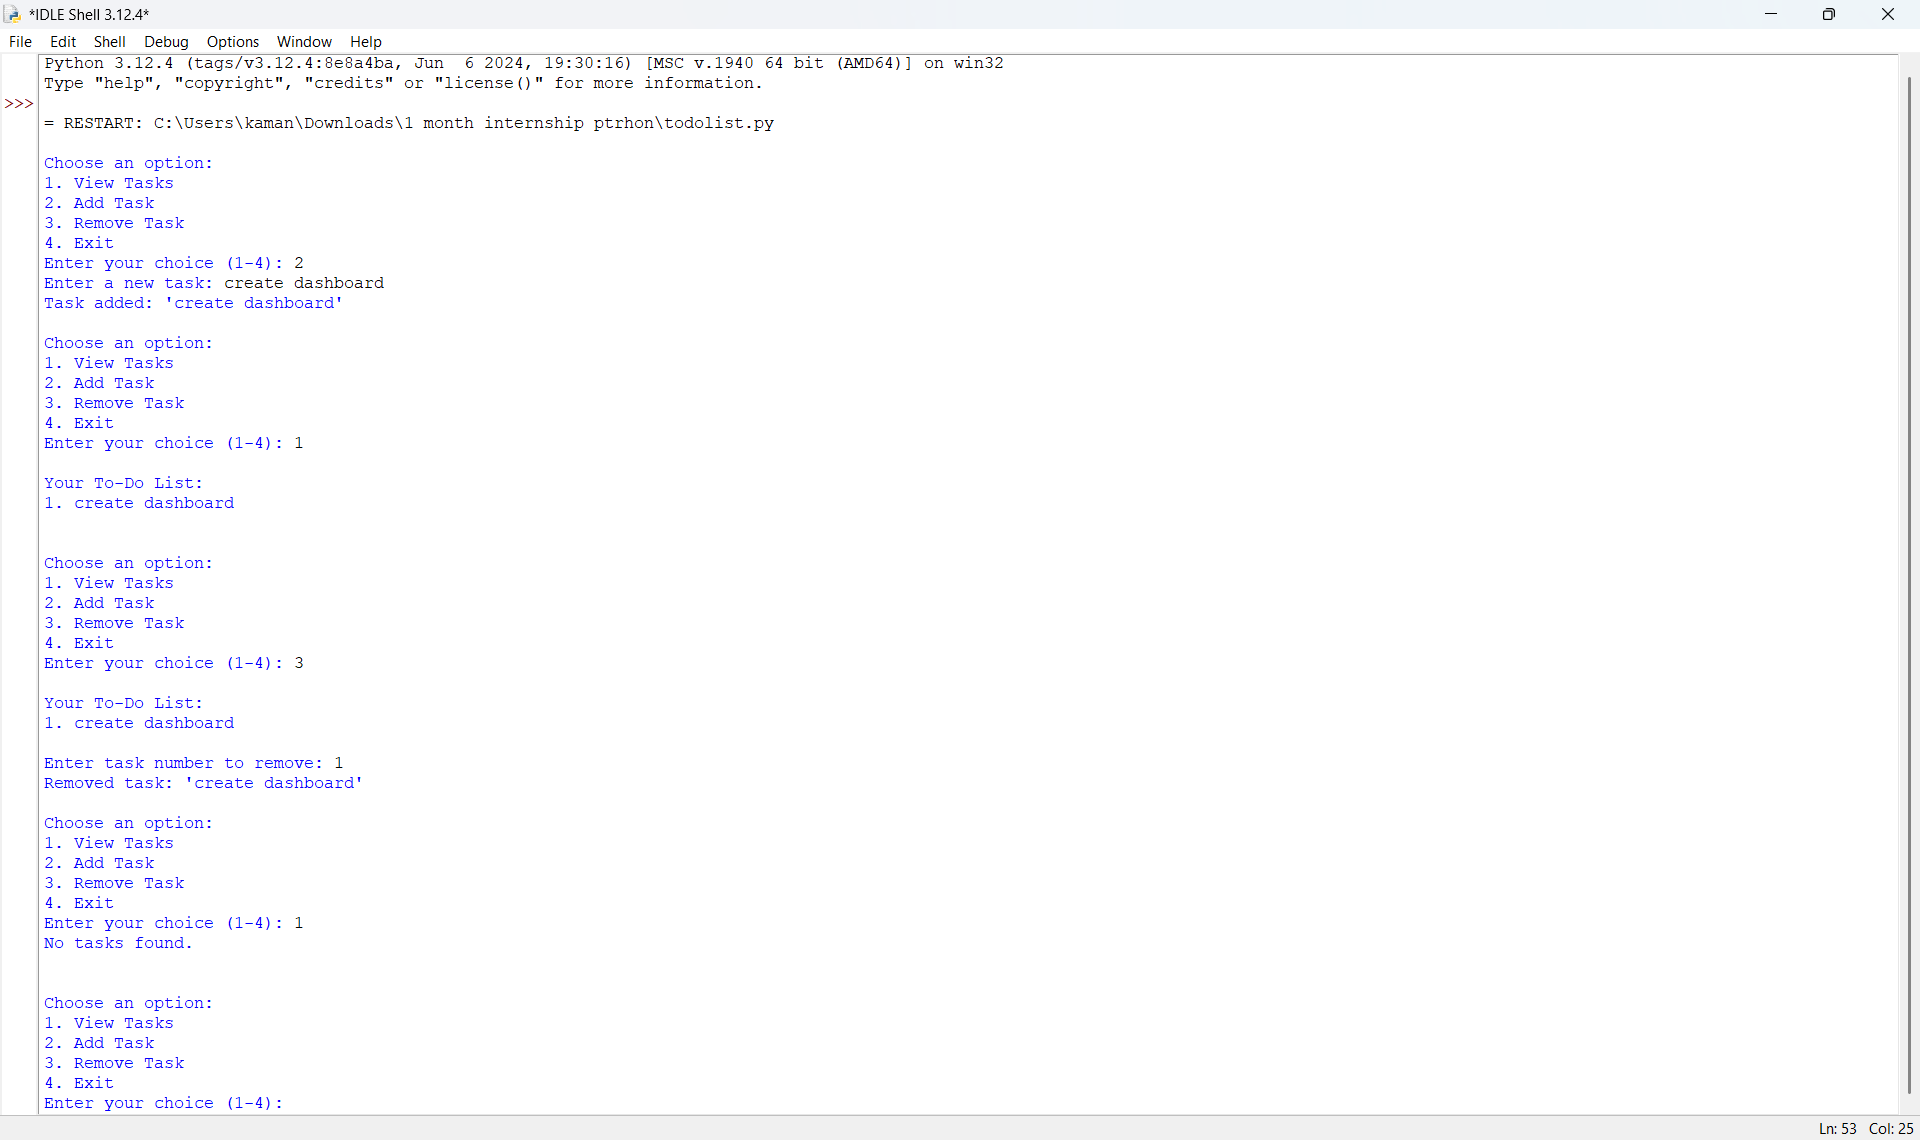 *IDLE Shell 3.12.4*
File Edit Shell Debug Options Window Help
Python 3.12.4 (tags/v3.12.4:8e8a4ba, Jun  6 2024, 19:30:16) [MSC v.1940 64 bit (AMD64)] on win32
Type "help", "copyright", "credits" or "license()" for more information.
>>>
= RESTART: C:\Users\kaman\Downloads\1 month internship ptrhon\todolist.py
Choose an option:
1. View Tasks
2. Add Task
3. Remove Task
4. Exit
Enter your choice (1-4): 2
Enter a new task: create dashboard
Task added: 'create dashboard'
Choose an option:
1. View Tasks
2. Add Task
3. Remove Task
4. Exit
Enter your choice (1-4): 1
Your To-Do List:
1. create dashboard
Choose an option:
1. View Tasks
2. Add Task
3. Remove Task
4. Exit
Enter your choice (1-4): 3
Your To-Do List:
1. create dashboard
Enter task number to remove: 1
Removed task: 'create dashboard'
Choose an option:
1. View Tasks
2. Add Task
3. Remove Task
4. Exit
Enter your choice (1-4): 1
No tasks found.
Choose an option:
1. View Tasks
2. Add Task
3. Remove Task
4. Exit
Enter your choice (1-4):
Ln: 53 Col: 25